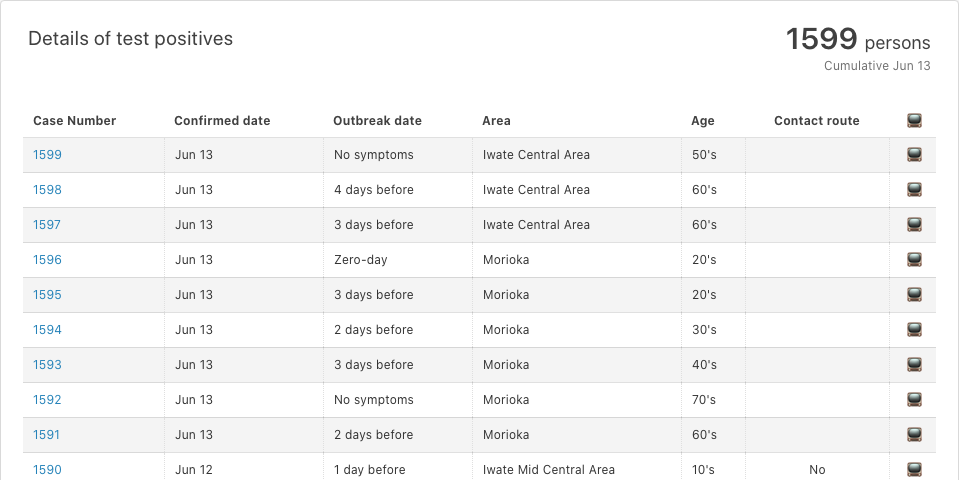 Details of test positives
1599 persons
Cumulative Jun 13
Case Number Confirmed date Outbreak date Area Age Contact route
1599 Jun 13 No symptoms Iwate Central Area 50's
1598 Jun 13 4 days before Iwate Central Area 60's
1597 Jun 13 3 days before Iwate Central Area 60's
1596 Jun 13 Zero-day Morioka 20's
1595 Jun 13 3 days before Morioka 20's
1594 Jun 13 2 days before Morioka 30's
1593 Jun 13 3 days before Morioka 40's
1592 Jun 13 No symptoms Morioka 70's
1591 Jun 13 2 days before Morioka 60's
1590 Jun 12 1 day before Iwate Mid Central Area 10's No